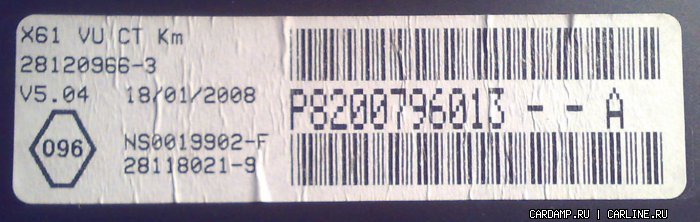 X61 VU CT Km
28120966-3
V5.04 18/01/2008
096
NS0019902-F
28118021-9
P8200796013 - - A
CARDAMP.RU | CARLINE.RU